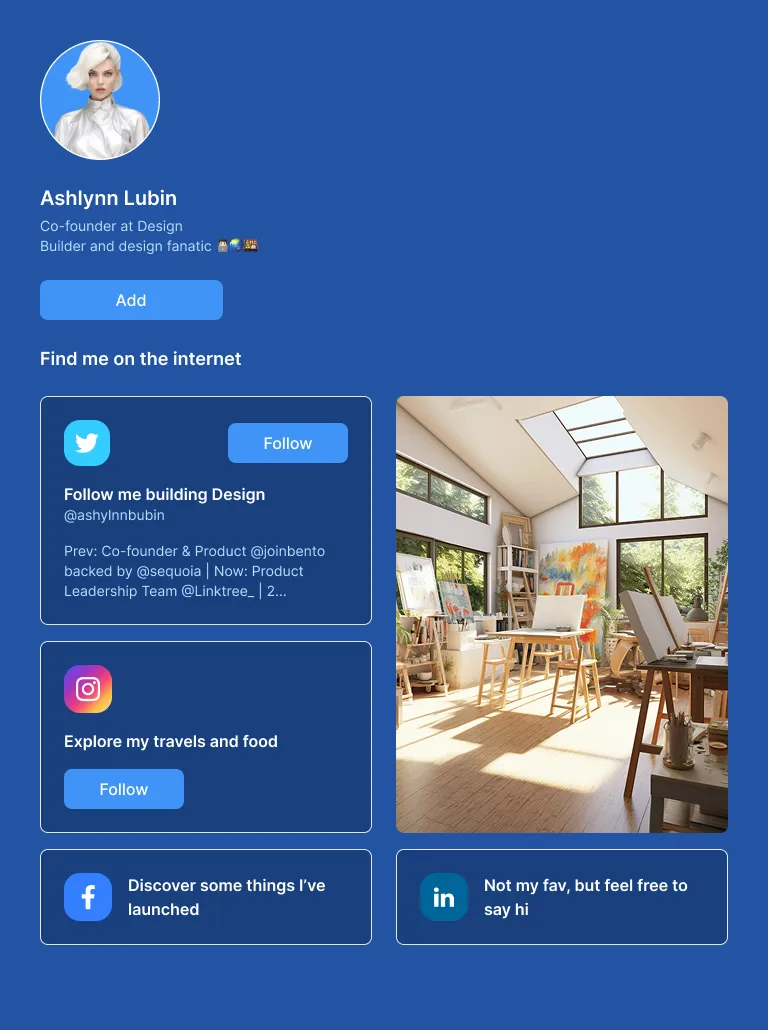 Ashlynn Lubin
Co-founder at Design
Builder and design fanatic
Add
Find me on the internet
Follow
Follow me building Design
@ashylnnbubin
Prev: Co-founder & Product @joinbento
backed by @sequoia | Now: Product
Leadership Team @Linktree_ | 2...
Explore my travels and food
Follow
Discover some things I’ve
launched
in
Not my fav, but feel free to
say hi